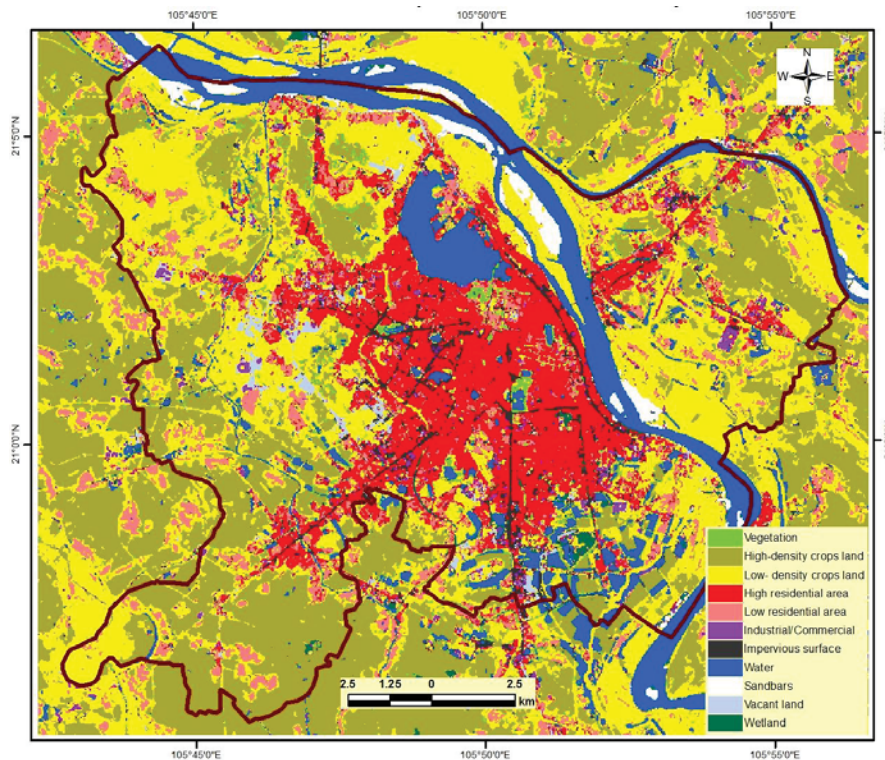 105°45'0"E 105°50'0"E 105°55'0"E
N
W E
S
21°5'0"N
21°0'0"N
Vegetation
High-density crops land
Low- density crops land
High residential area
Low residential area
Industrial/Commercial
Impervious surface
Water
Sandbars
Vacant land
Wetland
2.5 1.25 0 2.5
km
105°45'0"E 105°50'0"E 105°55'0"E